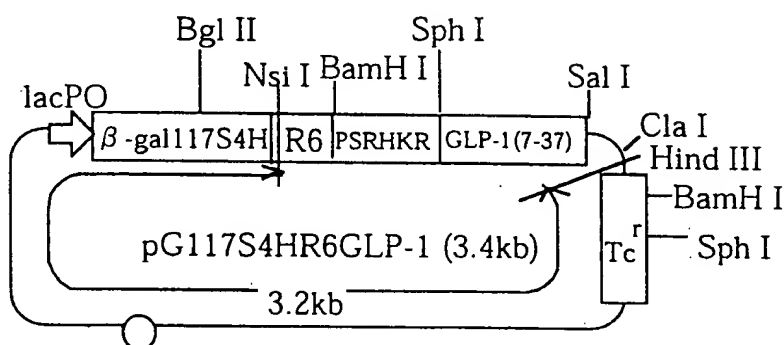 Bgl II
Sph I
Nsi I
BamH I
Sal I
lacPO
β-gal117S4H
R6
PSRHKR
GLP-1(7-37)
Cla I
Hind III
BamH I
Tcʳ
Sph I
pG117S4HR6GLP-1 (3.4kb)
3.2kb